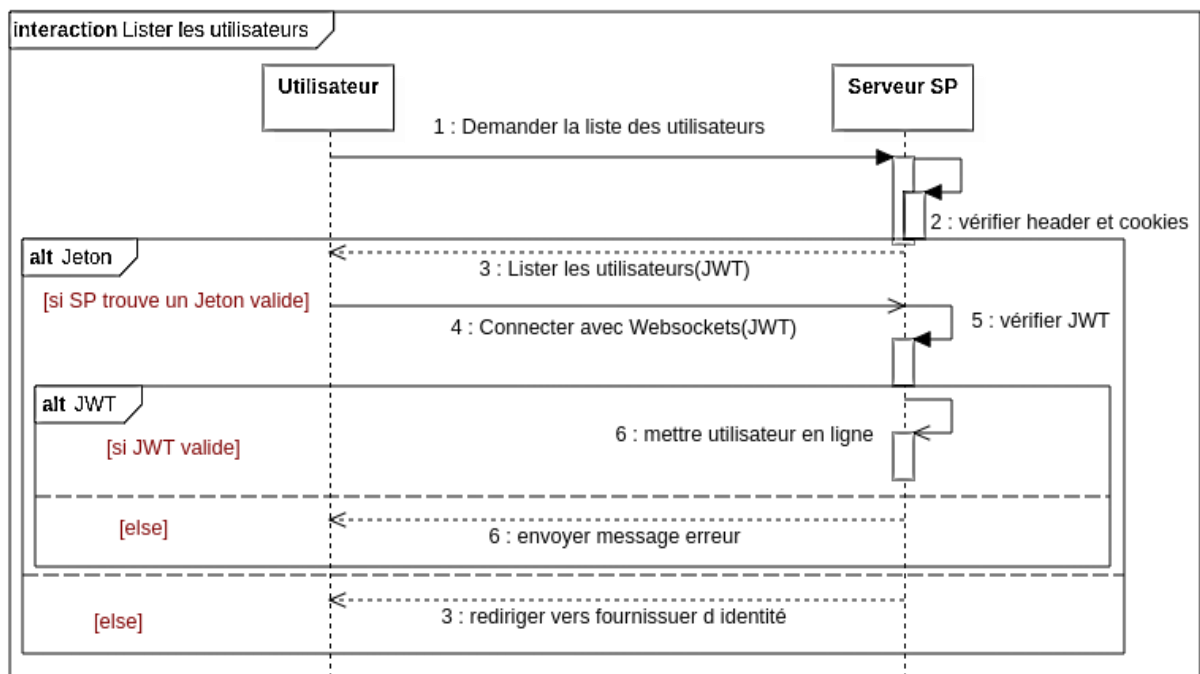 interaction Lister les utilisateurs
Utilisateur
Serveur SP
1 : Demander la liste des utilisateurs
2 : vérifier header et cookies
alt Jeton
3 : Lister les utilisateurs(JWT)
[si SP trouve un Jeton valide]
4 : Connecter avec Websockets(JWT)
5 : vérifier JWT
alt JWT
[si JWT valide]
6 : mettre utilisateur en ligne
[else]
6 : envoyer message erreur
[else]
3 : rediriger vers fournissuer d identité